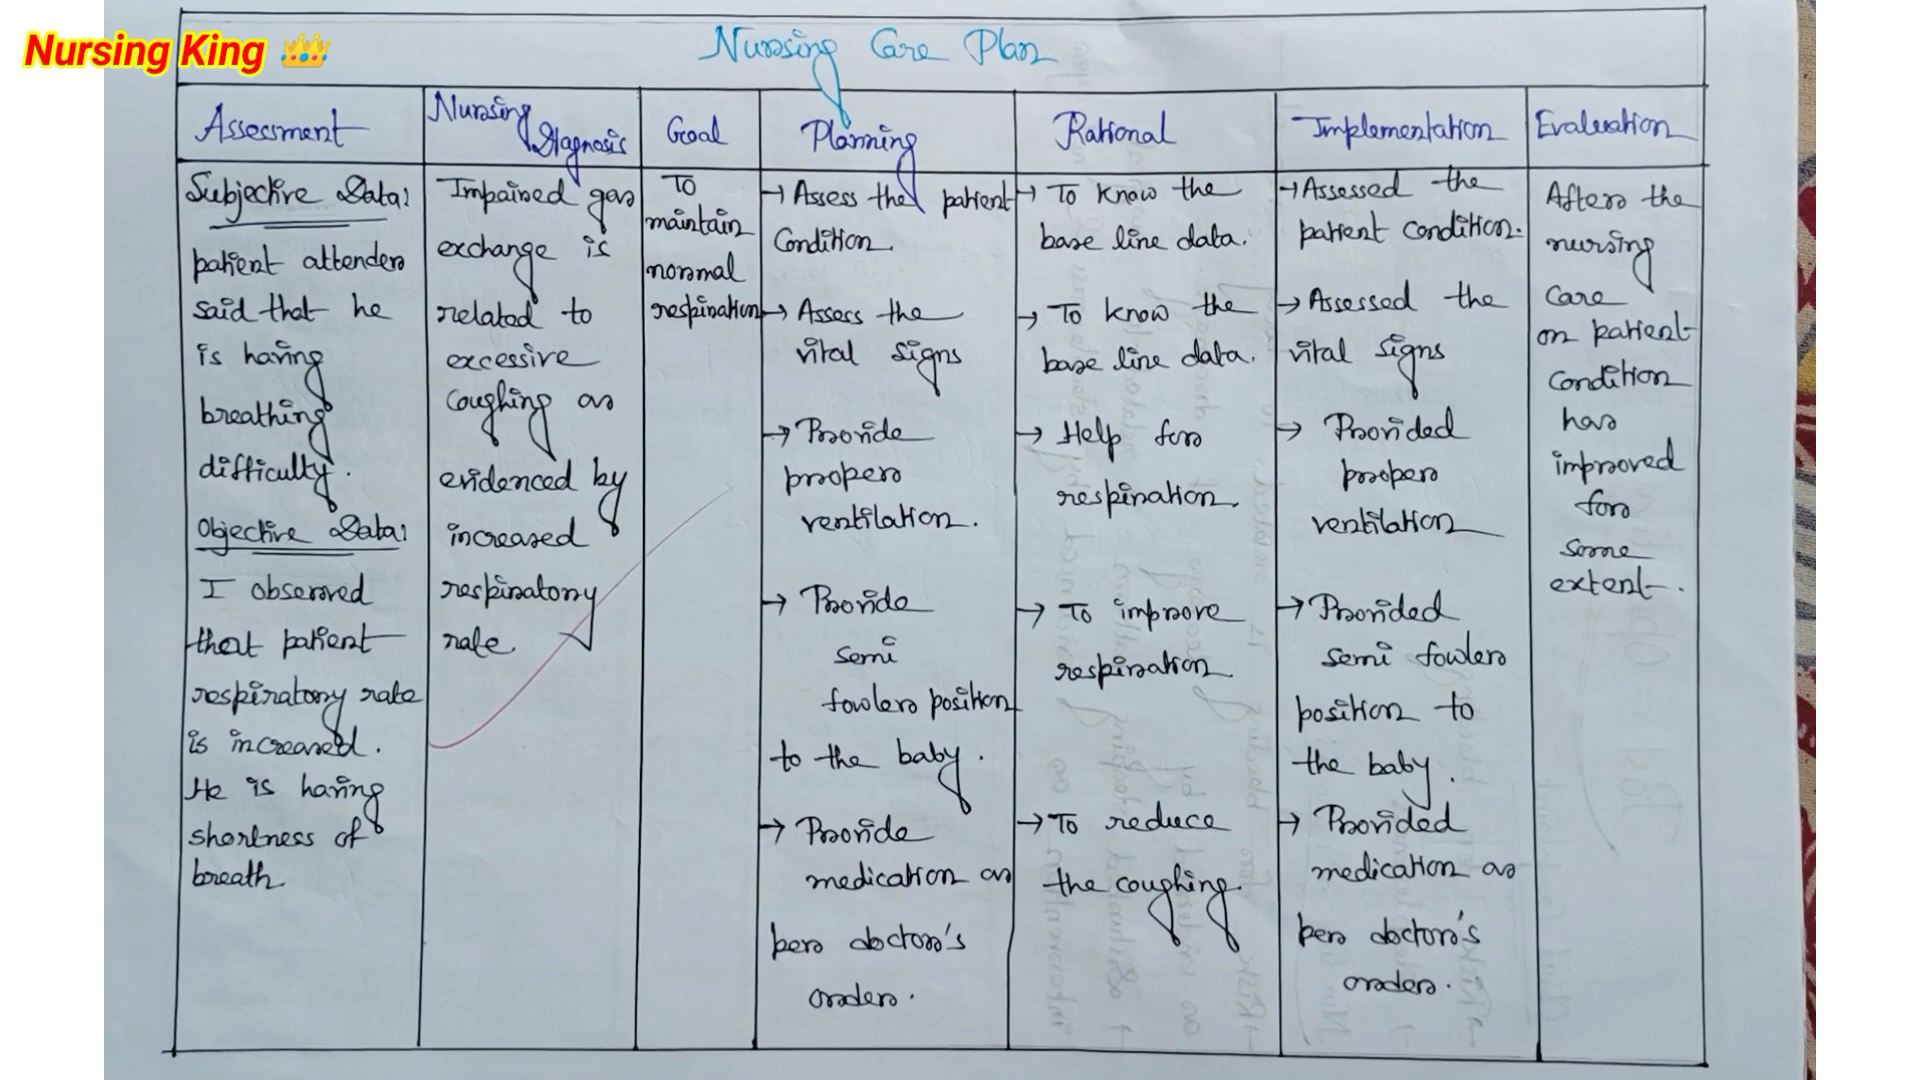 Nursing King 👑
Nursing Care Plan
Assessment
Nursing
Diagnosis
Goal
Planning
Rational
Implementation
Evaluation
Subjective Data:
patient attender
said that he
is having
breathing
difficulty.
Objective Data:
I observed
that patient
respiratory rate
is increased.
He is having
shortness of
breath
Impaired gas
exchange is
related to
excessive
coughing as
evidenced by
increased
respiratory
rate.
To
maintain
normal
respiration
→ Assess the patient
Condition.
→ Assess the
vital signs
→ Provide
proper
ventilation.
→ Provide
semi
fowlers position
to the baby.
→ Provide
medication as
per doctor's
orders.
→ To know the
base line data.
→ To know the
base line data.
→ Help for
respiration
→ To improve
respiration
→ To reduce
the coughing.
→ Assessed the
patient condition.
→ Assessed the
vital signs
→ Provided
proper
ventilation
→ Provided
semi fowlers
position to
the baby.
→ Provided
medication as
per doctor's
orders.
After the
nursing
care
on patient
condition
has
improved
for
some
extent.